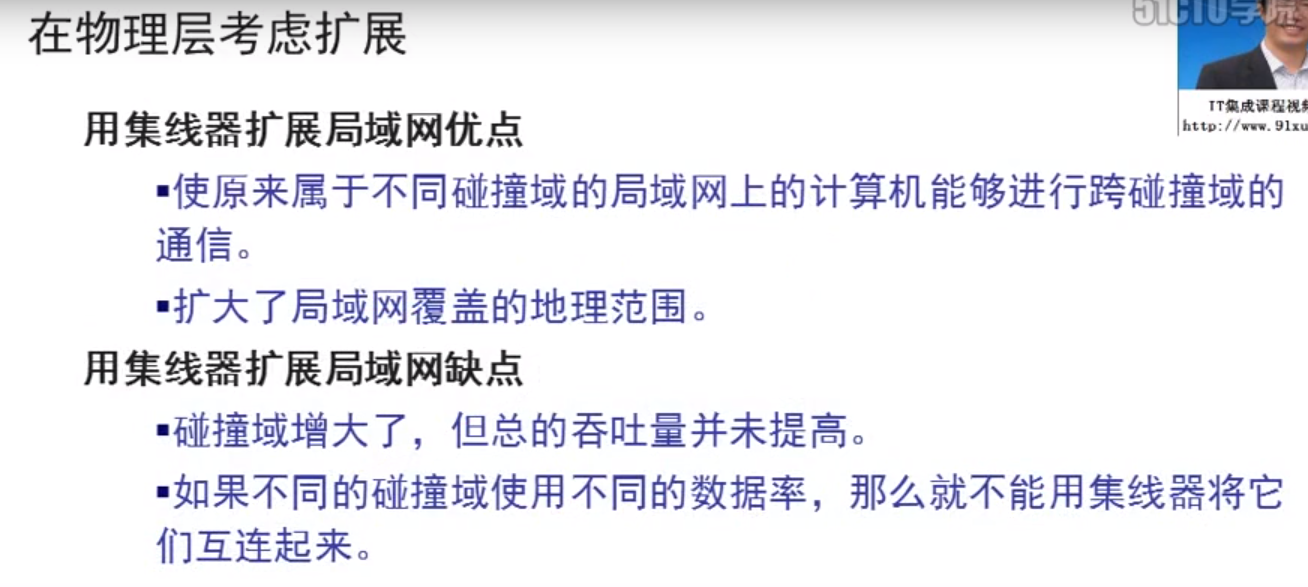 51CTO学院
在物理层考虑扩展
IT集成课程视频
http://www.91xu
用集线器扩展局域网优点
▪使原来属于不同碰撞域的局域网上的计算机能够进行跨碰撞域的
通信。
▪扩大了局域网覆盖的地理范围。
用集线器扩展局域网缺点
▪碰撞域增大了，但总的吞吐量并未提高。
▪如果不同的碰撞域使用不同的数据率，那么就不能用集线器将它
们互连起来。